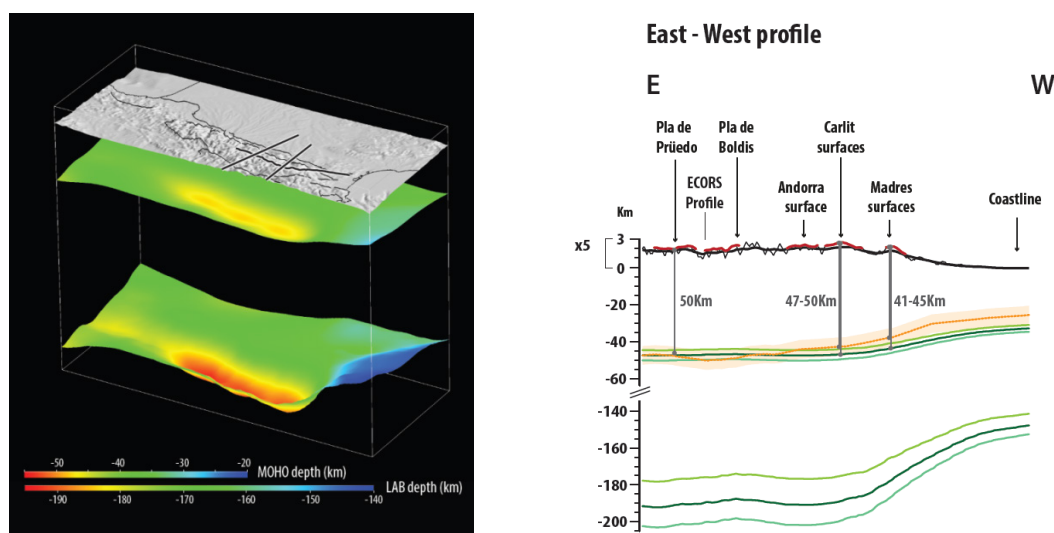 -50 -40 -30 -20 MOHO depth (km)
LAB depth (km)
-190 -180 -170 -160 -150 -140
East - West profile
E W
Pla de
Prüedo
Pla de
Boldis
Carlit
surfaces
ECORS
Profile
Andorra
surface
Madres
surfaces
Coastline
Km
x5
3
0
-20
-40
-60
-140
-160
-180
-200
50Km
47-50Km
41-45Km